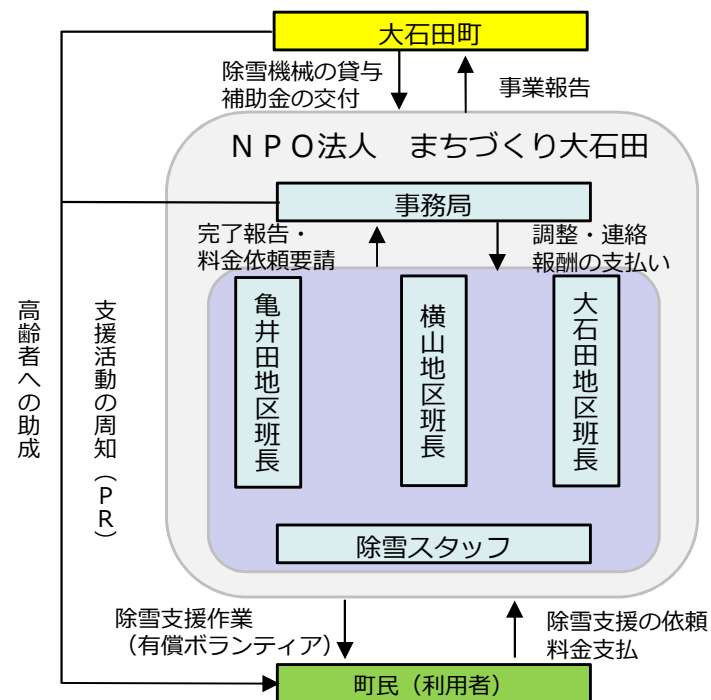 大石田町
除雪機械の貸与
補助金の交付
事業報告
ＮＰＯ法人　まちづくり大石田
事務局
完了報告・
料金依頼要請
調整・連絡
報酬の支払い
亀井田地区班長
横山地区班長
大石田地区班長
高齢者への助成
支援活動の周知（ＰＲ）
除雪スタッフ
除雪支援作業
（有償ボランティア）
除雪支援の依頼
料金支払
町民（利用者）